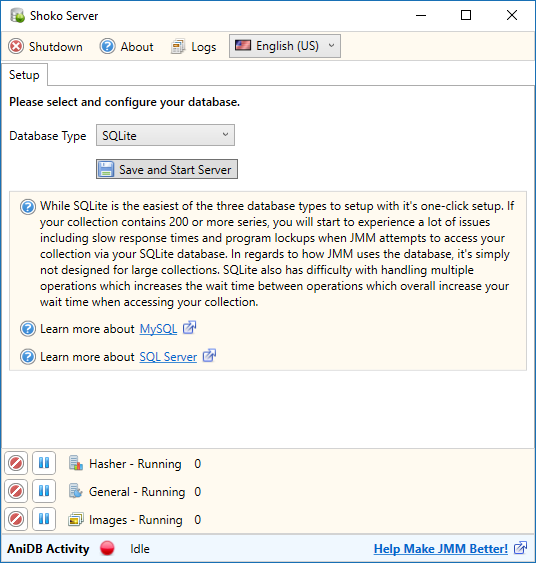 Shoko Server
Shutdown About Logs English (US)
Setup
Please select and configure your database.
Database Type SQLite
Save and Start Server
While SQLite is the easiest of the three database types to setup with it's one-click setup. If
your collection contains 200 or more series, you will start to experience a lot of issues
including slow response times and program lockups when JMM attempts to access your
collection via your SQLite database. In regards to how JMM uses the database, it's simply
not designed for large collections. SQLite also has difficulty with handling multiple
operations which increases the wait time between operations which overall increase your
wait time when accessing your collection.
Learn more about MySQL
Learn more about SQL Server
Hasher - Running 0
General - Running 0
Images - Running 0
AniDB Activity Idle Help Make JMM Better!